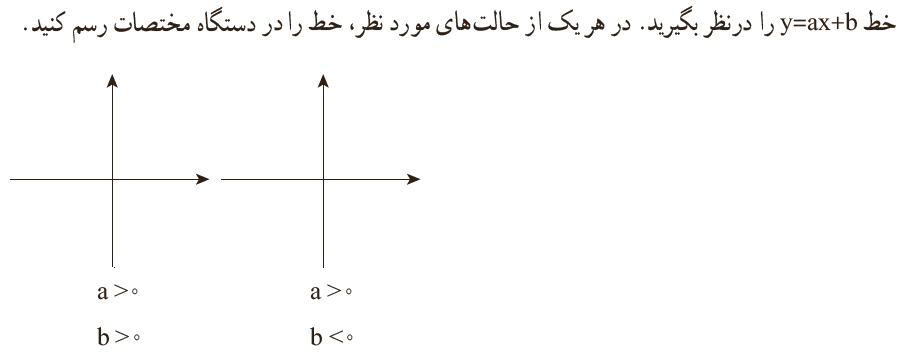 خط y=ax+b را درنظر بگیرید. در هر یک از حالت‌های مورد نظر، خط را در دستگاه مختصات رسم کنید.
a >۰
a >۰
b >۰
b <۰